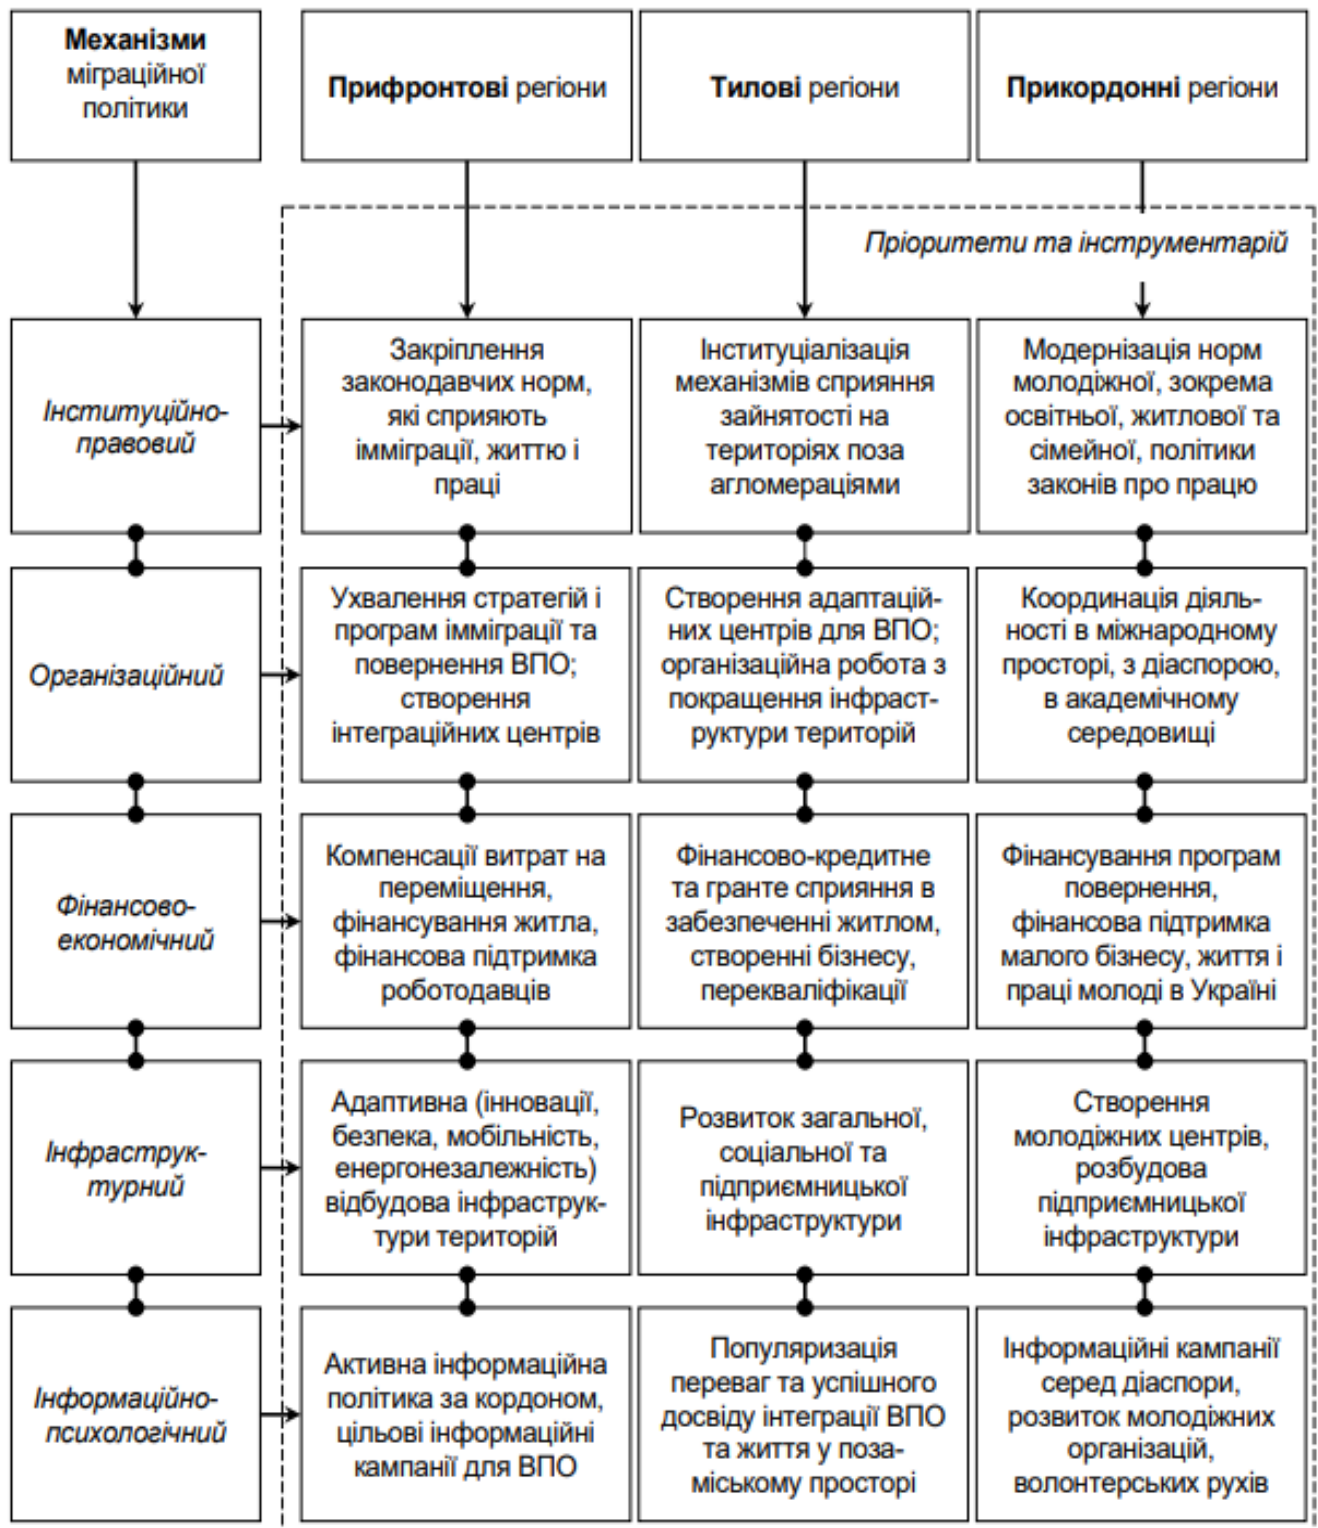 Механізми
міграційної
політики
Прифронтові регіони
Тилові регіони
Прикордонні регіони
Пріоритети та інструментарій
Інституційно-
правовий
Закріплення
законодавчих норм,
які сприяють
імміграції, життю і
праці
Інституціалізація
механізмів сприяння
зайнятості на
територіях поза
агломераціями
Модернізація норм
молодіжної, зокрема
освітньої, житлової та
сімейної, політики
законів про працю
Організаційний
Ухвалення стратегій і
програм імміграції та
повернення ВПО;
створення
інтеграційних центрів
Створення адаптацій-
них центрів для ВПО;
організаційна робота з
покращення інфраст-
руктури територій
Координація діяль-
ності в міжнародному
просторі, з діаспорою,
в академічному
середовищі
Фінансово-
економічний
Компенсації витрат на
переміщення,
фінансування житла,
фінансова підтримка
роботодавців
Фінансово-кредитне
та гранте сприяння в
забезпеченні житлом,
створенні бізнесу,
перекваліфікації
Фінансування програм
повернення,
фінансова підтримка
малого бізнесу, життя і
праці молоді в Україні
Інфраструк-
турний
Адаптивна (інновації,
безпека, мобільність,
енергонезалежність)
відбудова інфраструк-
тури територій
Розвиток загальної,
соціальної та
підприємницької
інфраструктури
Створення
молодіжних центрів,
розбудова
підприємницької
інфраструктури
Інформаційно-
психологічний
Активна інформаційна
політика за кордоном,
цільові інформаційні
кампанії для ВПО
Популяризація
переваг та успішного
досвіду інтеграції ВПО
та життя у поза-
міському просторі
Інформаційні кампанії
серед діаспори,
розвиток молодіжних
організацій,
волонтерських рухів